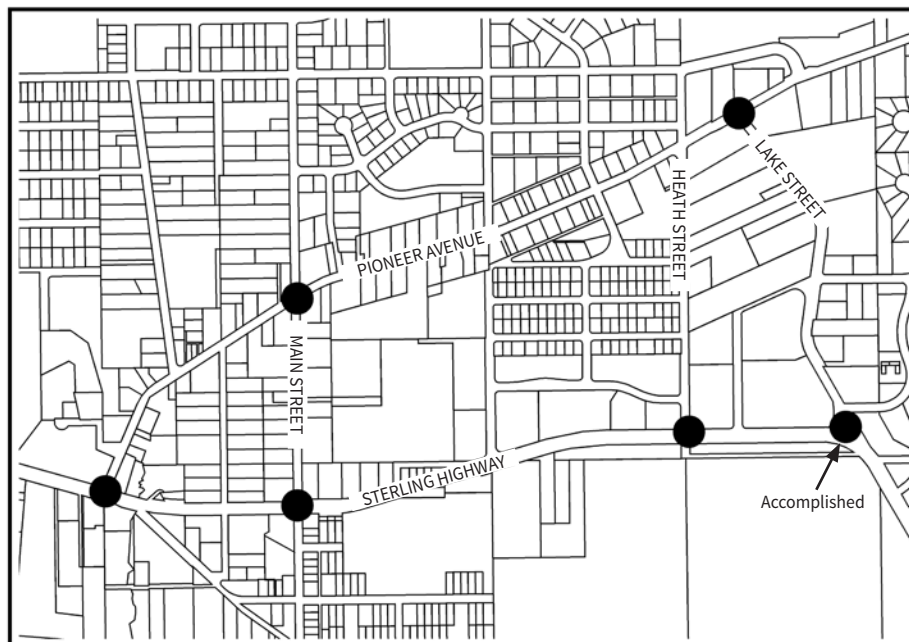 LAKE STREET
HEATH STREET
PIONEER AVENUE
MAIN STREET
STERLING HIGHWAY
Accomplished